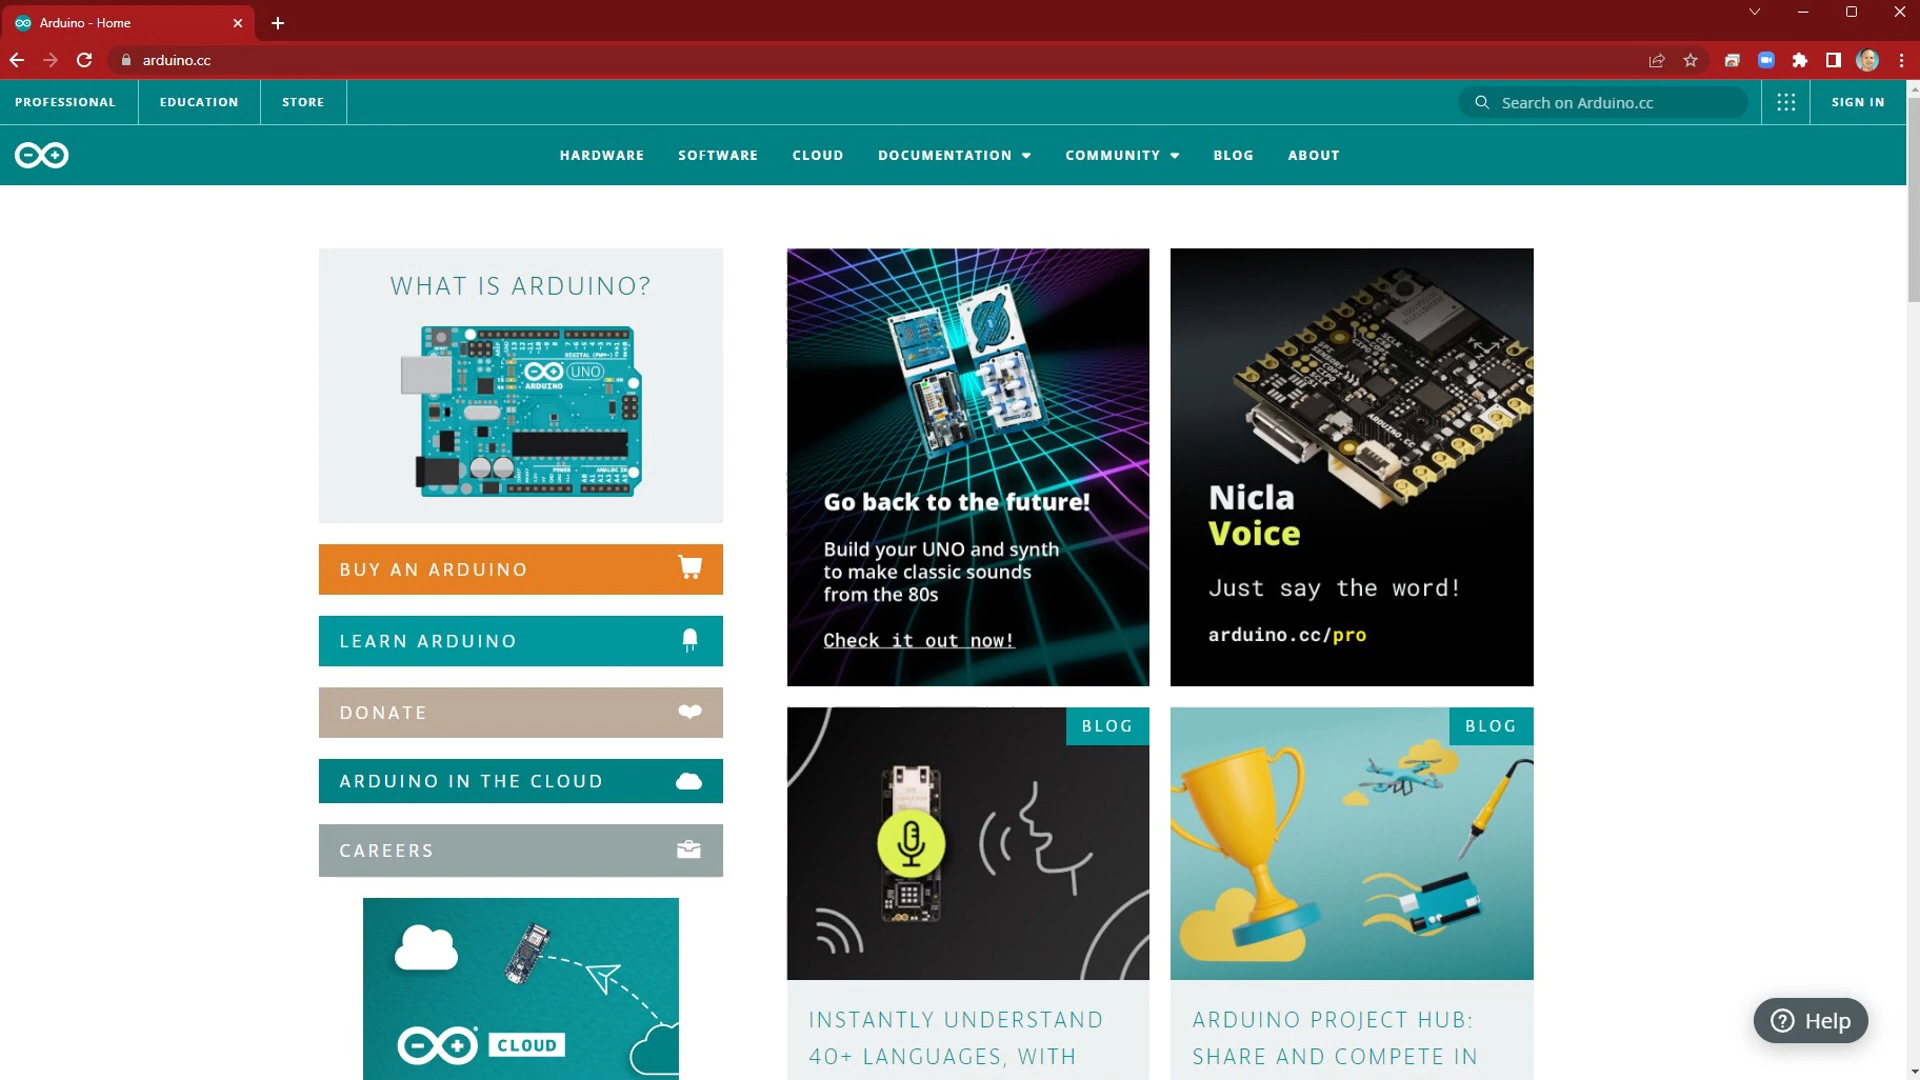 Arduino - Home
arduino.cc
PROFESSIONAL
EDUCATION
STORE
Search on Arduino.cc
SIGN IN
HARDWARE
SOFTWARE
CLOUD
DOCUMENTATION
COMMUNITY
BLOG
ABOUT
WHAT IS ARDUINO?
UNO
ARDUINO
BUY AN ARDUINO
LEARN ARDUINO
DONATE
ARDUINO IN THE CLOUD
CAREERS
CLOUD
Go back to the future!
Build your UNO and synth
to make classic sounds
from the 80s
Check it out now!
Nicla
Voice
Just say the word!
arduino.cc/pro
BLOG
INSTANTLY UNDERSTAND
40+ LANGUAGES, WITH
BLOG
ARDUINO PROJECT HUB:
SHARE AND COMPETE IN
Help